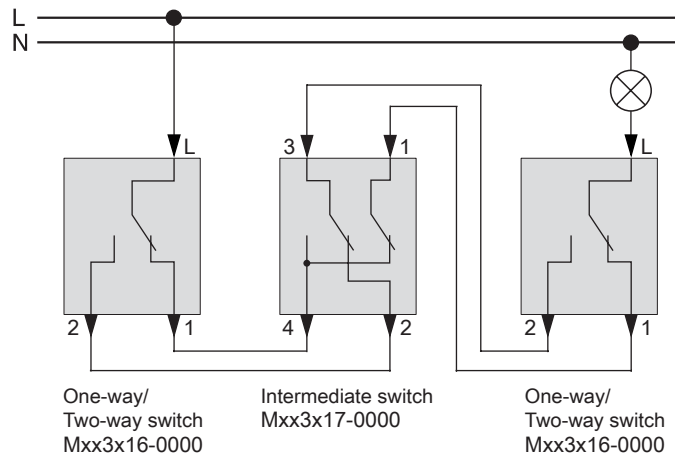 L
N
L
3
1
L
2
1
4
2
2
1
One-way/
Two-way switch
Mxx3x16-0000
Intermediate switch
Mxx3x17-0000
One-way/
Two-way switch
Mxx3x16-0000